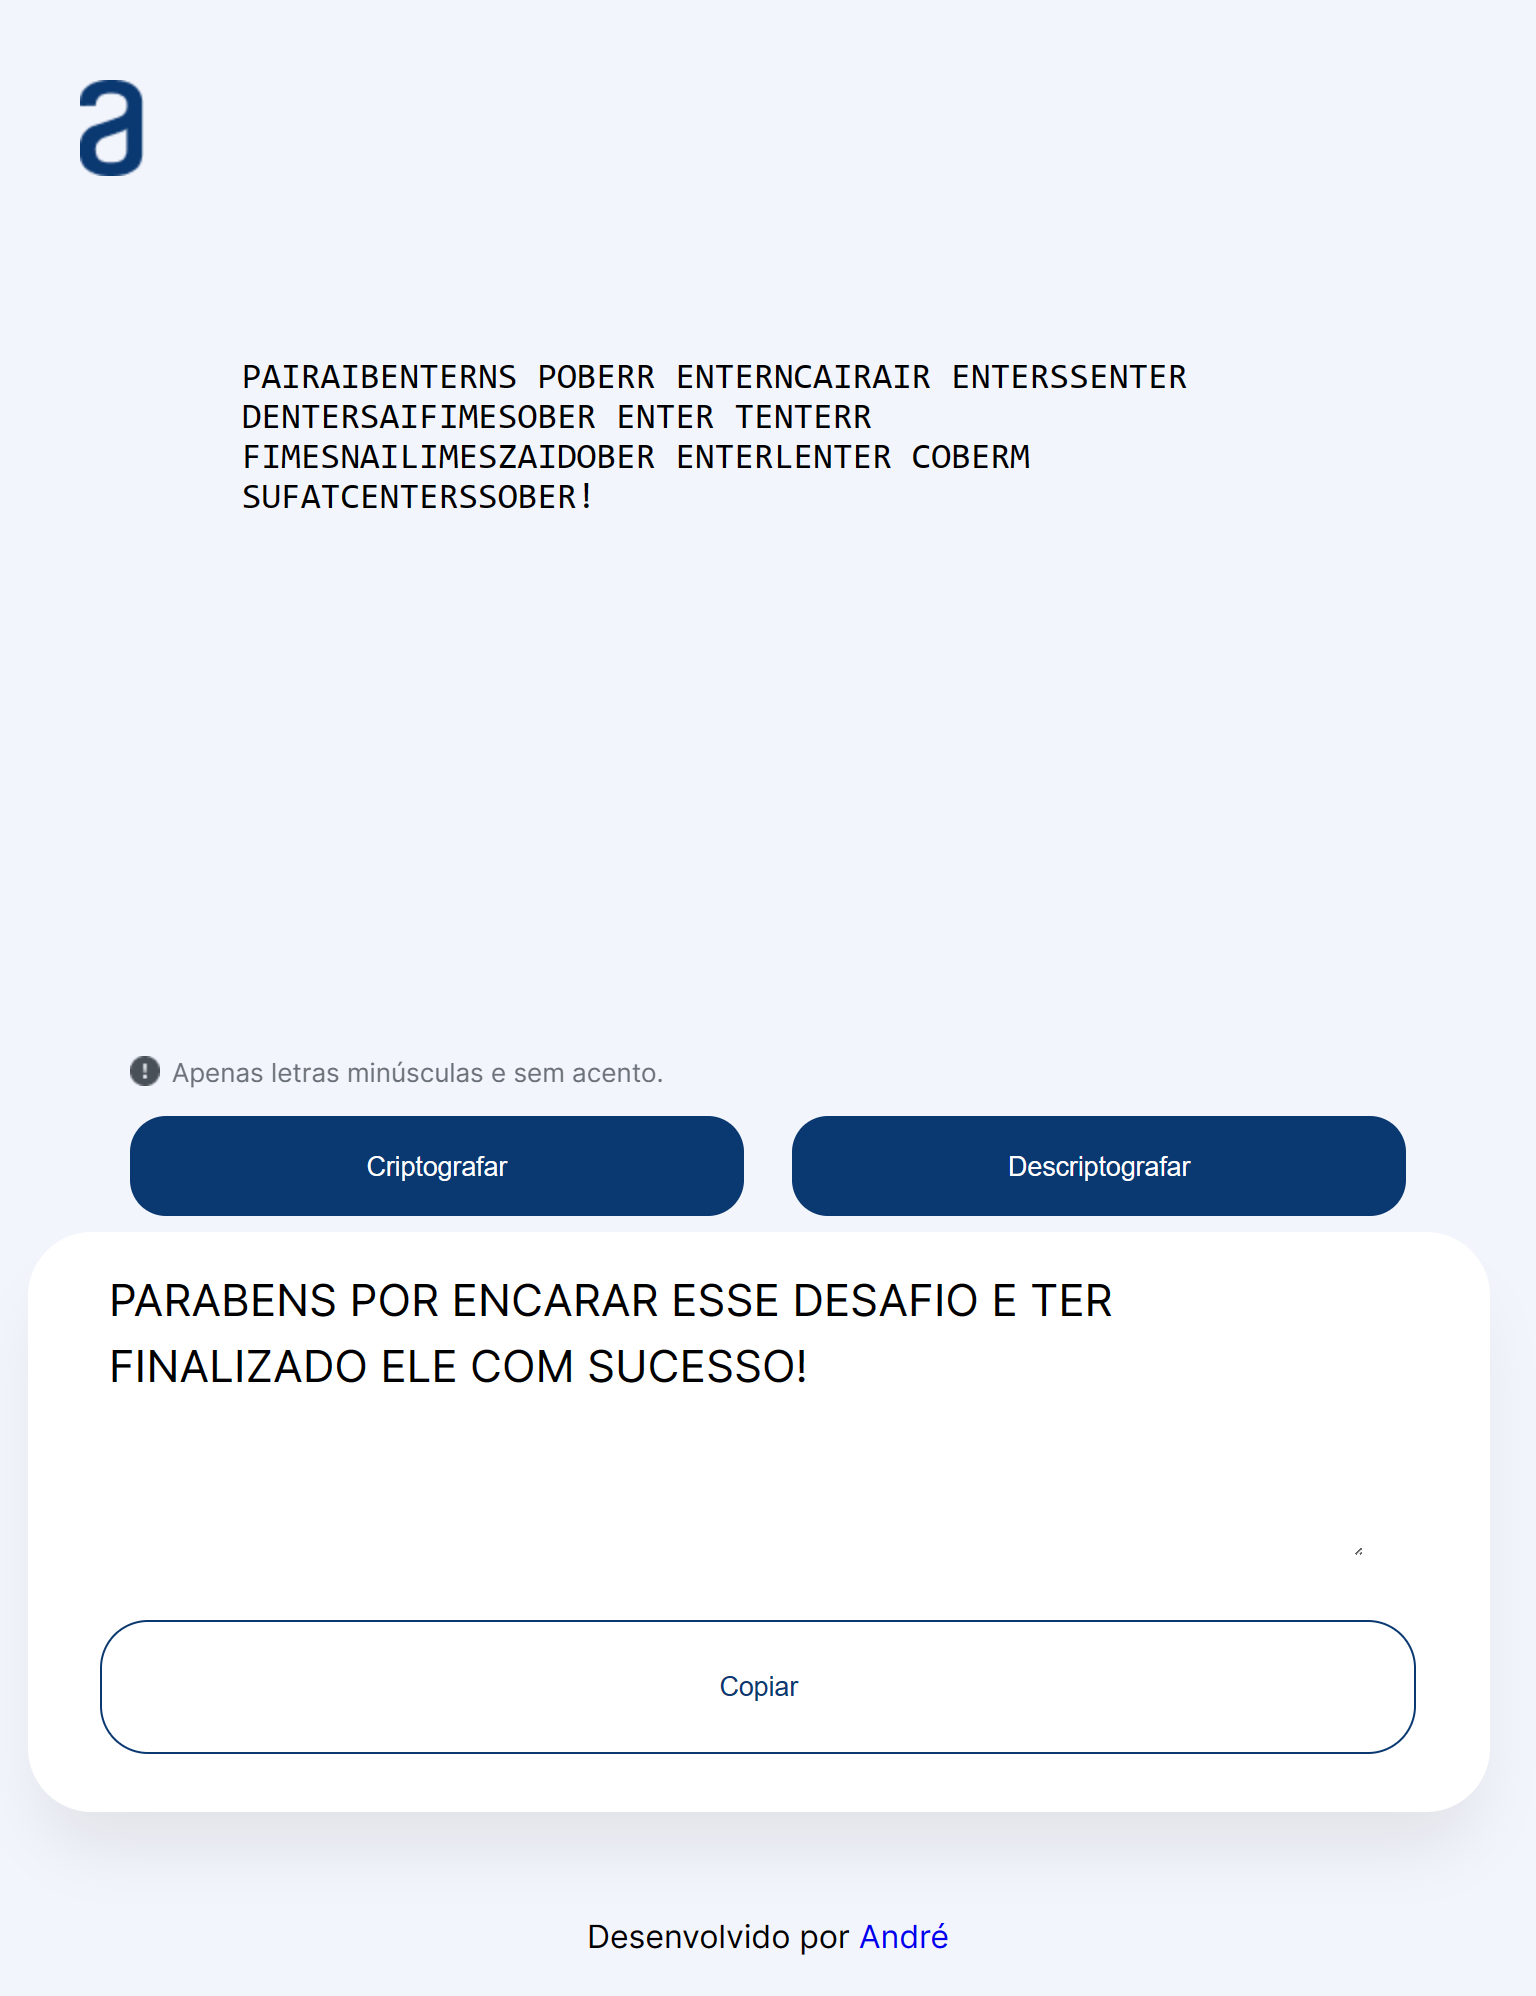 a
PAIRAIBENTERNS POBERR ENTERNCAIRAIR ENTERSSENTER
DENTERSAIFIMESOBER ENTER TENTERR
FIMESNAILIMESZAIDOBER ENTERLENTER COBERM
SUFATCENTERSSOBER!
Apenas letras minúsculas e sem acento.
Criptografar Descriptografar
PARABENS POR ENCARAR ESSE DESAFIO E TER
FINALIZADO ELE COM SUCESSO!
Copiar
Desenvolvido por André